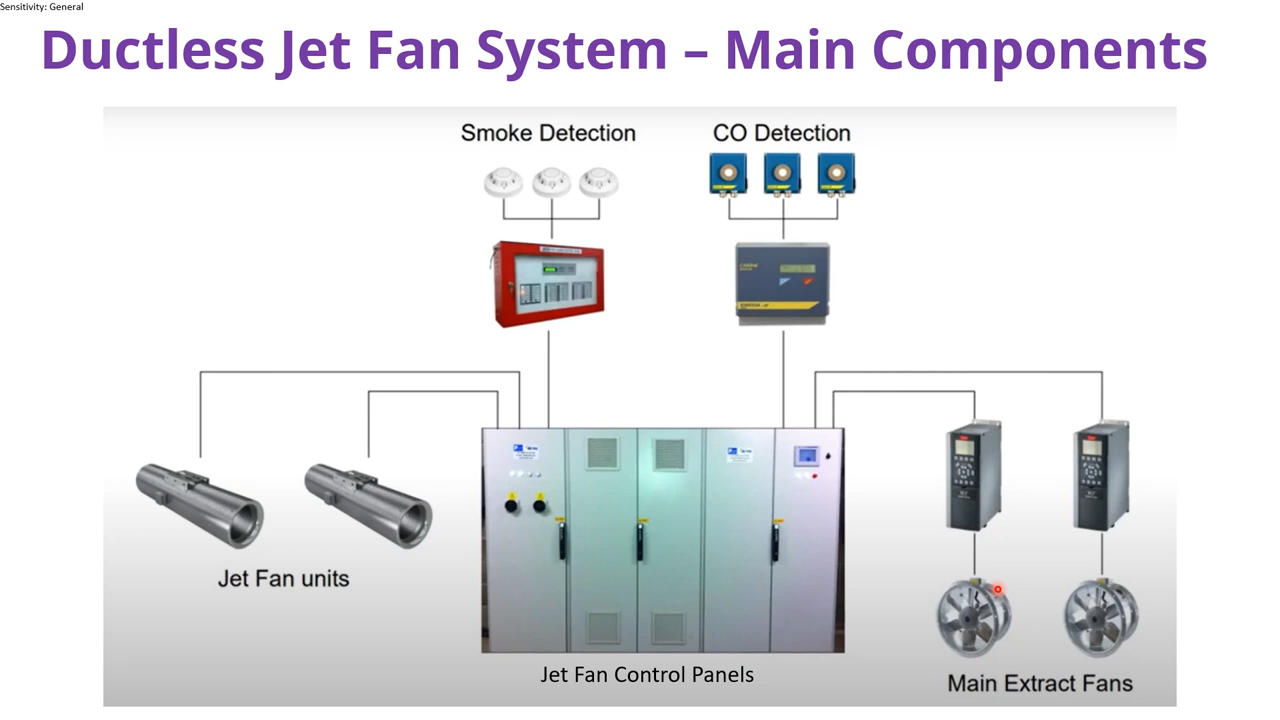 Sensitivity: General
Ductless Jet Fan System – Main Components
Smoke Detection
CO Detection
Jet Fan units
Jet Fan Control Panels
Main Extract Fans